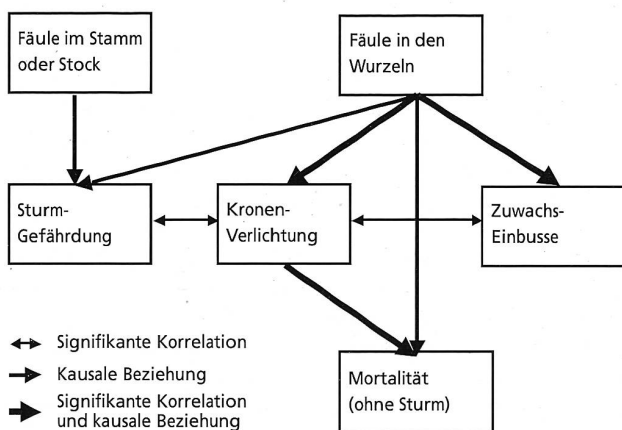 Fäule im Stamm
oder Stock
Fäule in den
Wurzeln
Sturm-
Gefährdung
Kronen-
Verlichtung
Zuwachs-
Einbusse
Signifikante Korrelation
Kausale Beziehung
Signifikante Korrelation
und kausale Beziehung
Mortalität
(ohne Sturm)